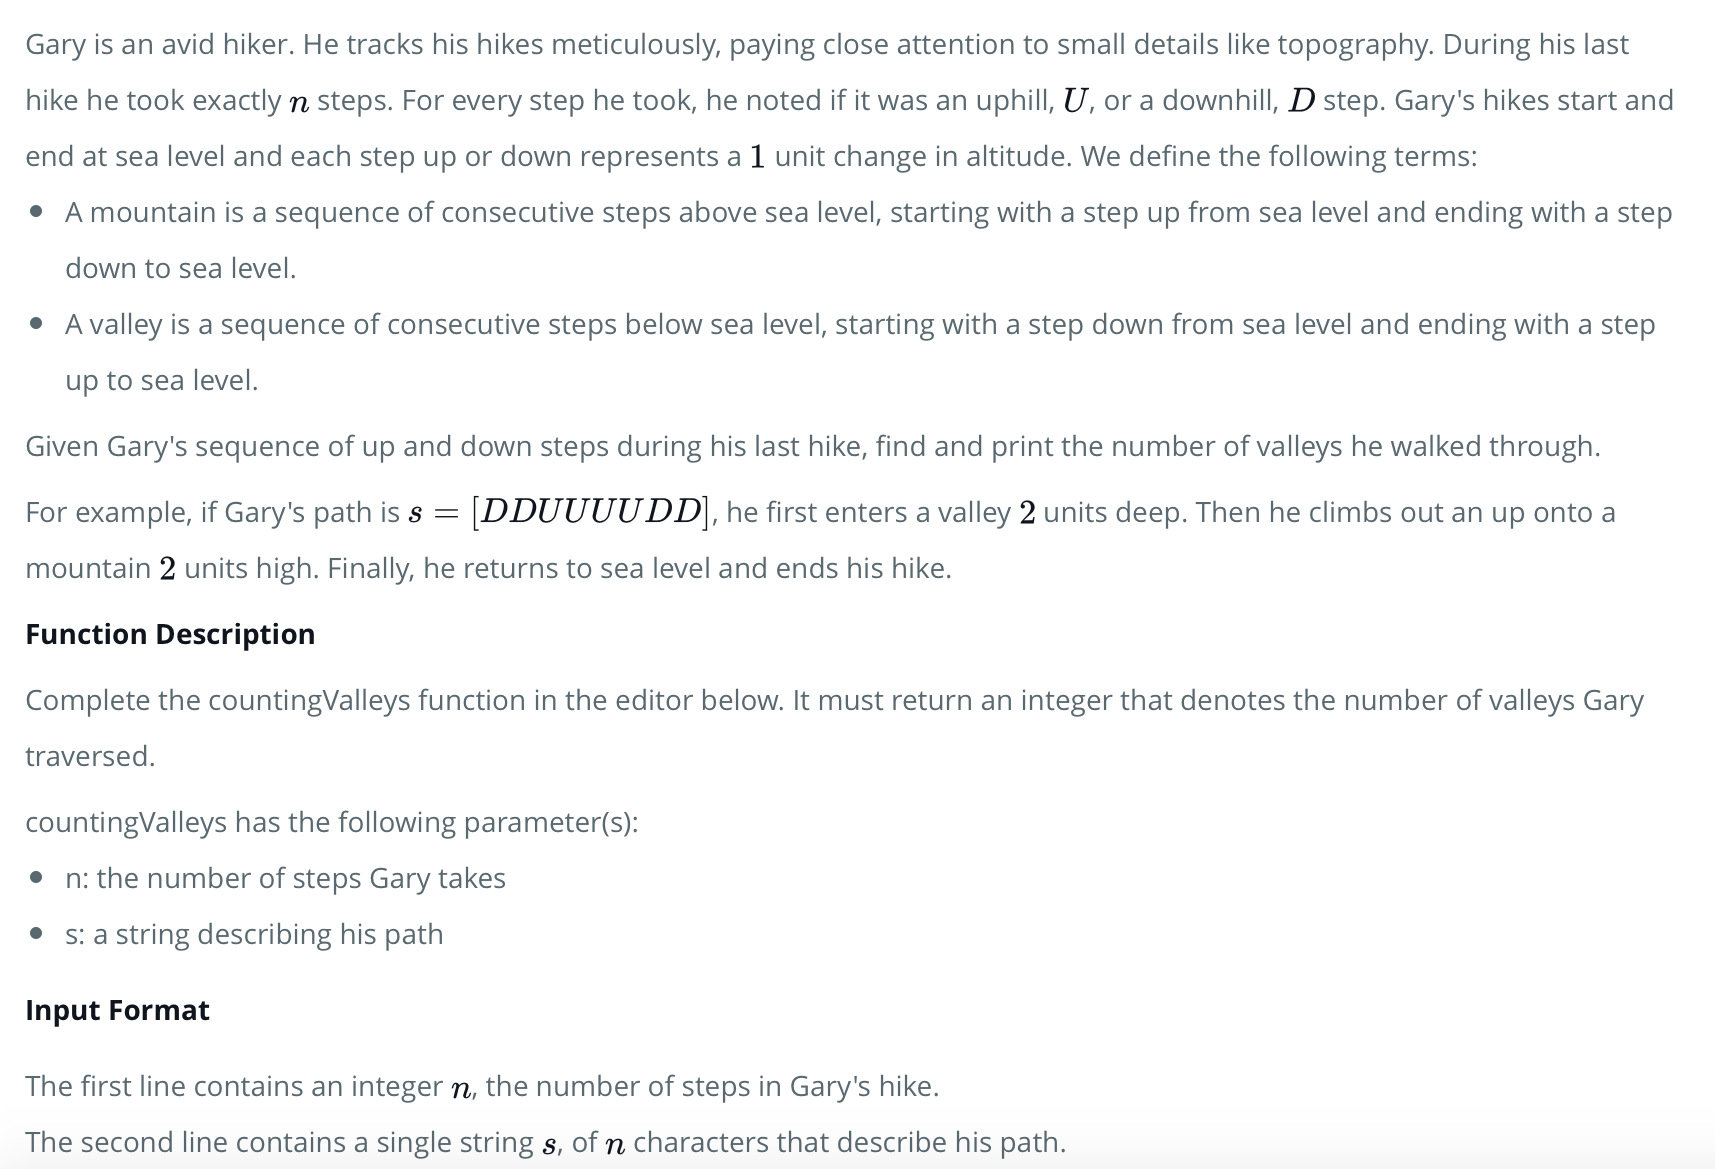 Gary is an avid hiker. He tracks his hikes meticulously, paying close attention to small details like topography. During his last
hike he took exactly n steps. For every step he took, he noted if it was an uphill, U, or a downhill, D step. Gary's hikes start and
end at sea level and each step up or down represents a 1 unit change in altitude. We define the following terms:
• A mountain is a sequence of consecutive steps above sea level, starting with a step up from sea level and ending with a step
down to sea level.
• A valley is a sequence of consecutive steps below sea level, starting with a step down from sea level and ending with a step
up to sea level.
Given Gary's sequence of up and down steps during his last hike, find and print the number of valleys he walked through.
For example, if Gary's path is s = [DDUUUUDD], he first enters a valley 2 units deep. Then he climbs out an up onto a
mountain 2 units high. Finally, he returns to sea level and ends his hike.
Function Description
Complete the countingValleys function in the editor below. It must return an integer that denotes the number of valleys Gary
traversed.
countingValleys has the following parameter(s):
• n: the number of steps Gary takes
• s: a string describing his path
Input Format
The first line contains an integer n, the number of steps in Gary's hike.
The second line contains a single string s, of n characters that describe his path.